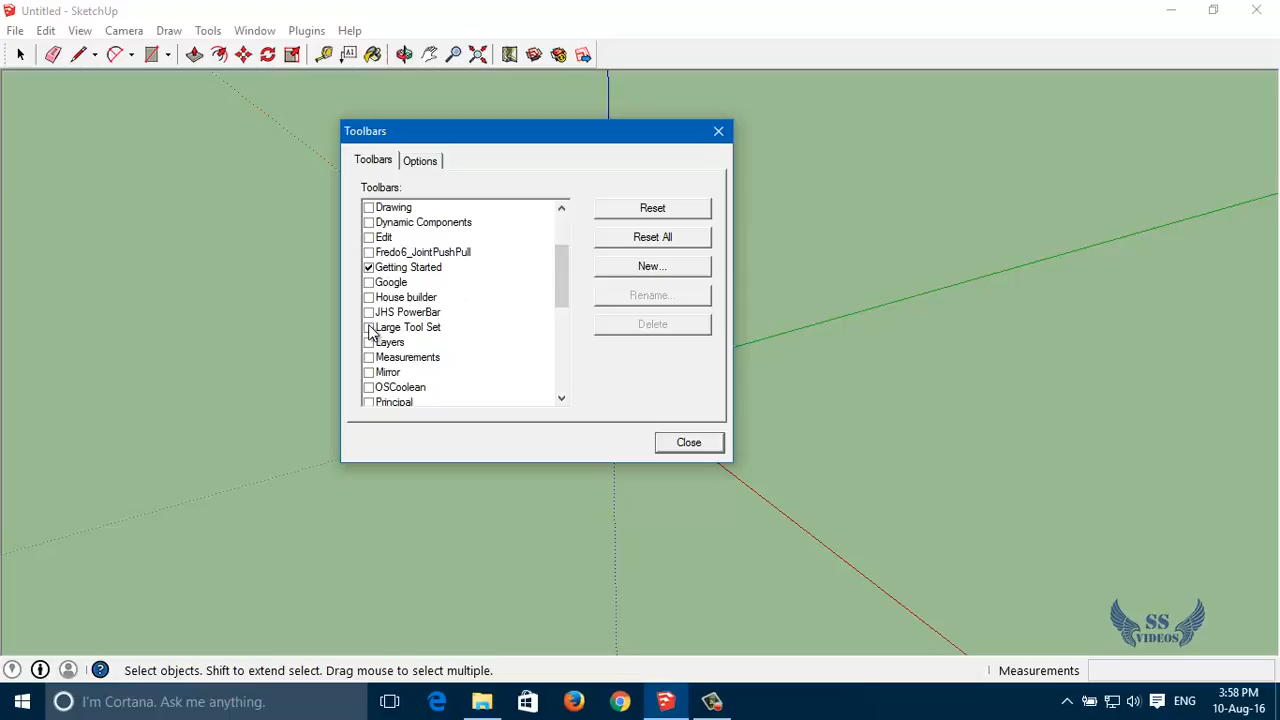 Untitled - SketchUp
File Edit View Camera Draw Tools Window Plugins Help
A1
Toolbars
Toolbars Options
Toolbars:
Drawing
Dynamic Components
Edit
Fredo6_JointPushPull
Getting Started
Google
House builder
JHS PowerBar
Large Tool Set
Layers
Measurements
Mirror
OSCoolean
Principal
Reset
Reset All
New...
Rename...
Delete
Close
SS
VIDEOS
Select objects. Shift to extend select. Drag mouse to select multiple.
Measurements
I'm Cortana. Ask me anything.
ENG
3:58 PM
10-Aug-16